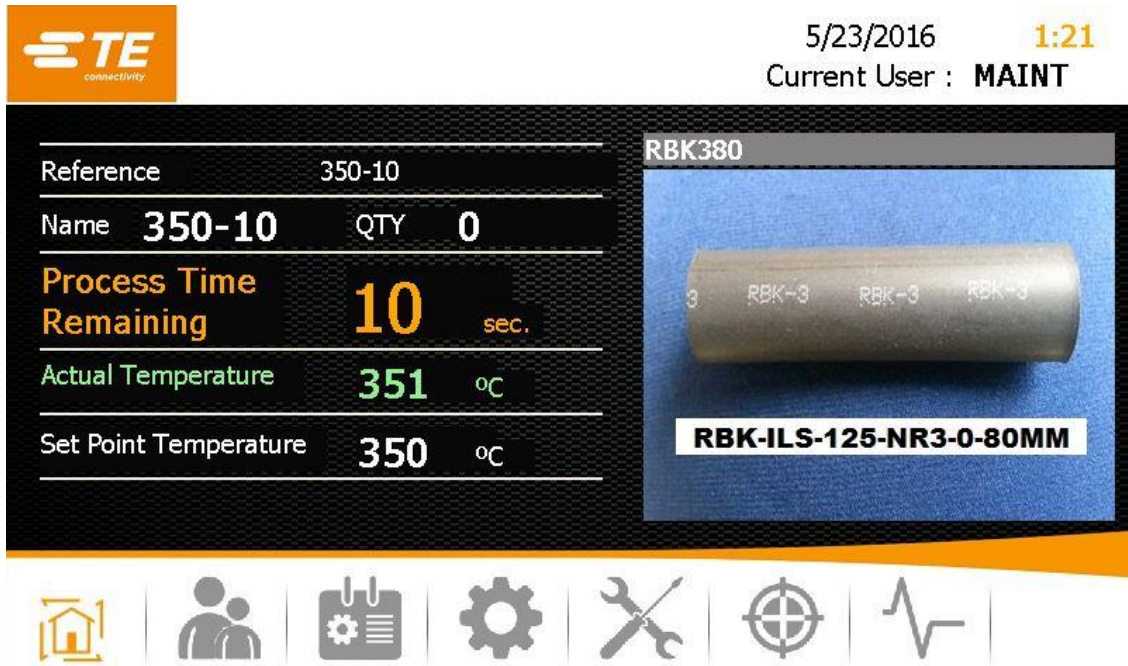 TE
connectivity
5/23/2016 1:21
Current User : MAINT
Reference 350-10
Name 350-10 QTY 0
Process Time
Remaining 10 sec.
Actual Temperature 351 ºC
Set Point Temperature 350 ºC
RBK380
3 RBK-3 RBK-3 RBK-3
RBK-ILS-125-NR3-0-80MM